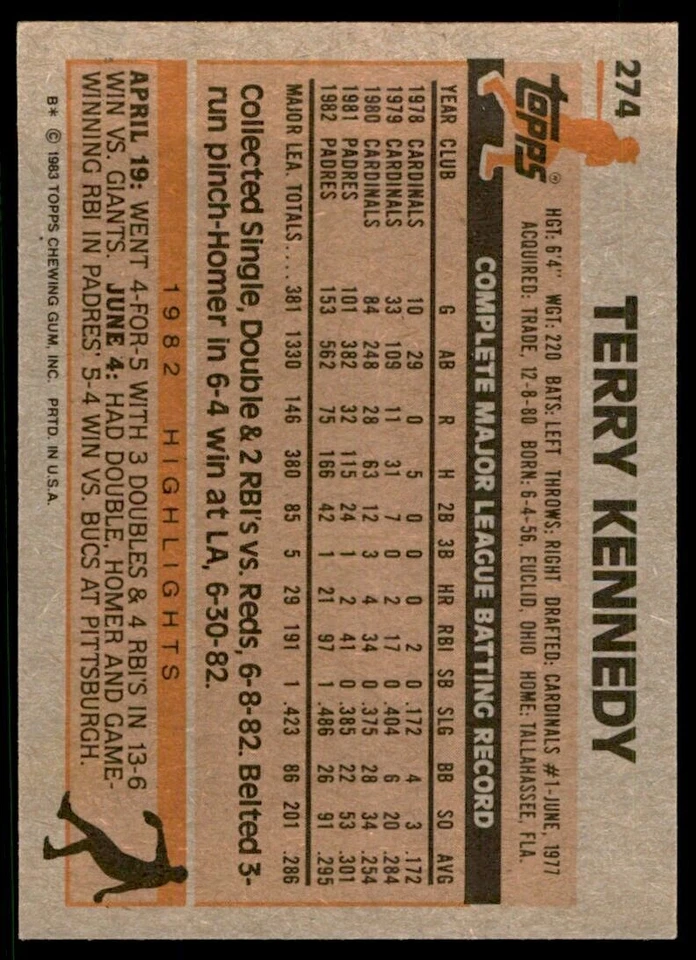 274
TERRY KENNEDY
TOPPS®
HGT: 6'4" WGT: 220 BATS: LEFT THROWS: RIGHT DRAFTED: CARDINALS #1-JUNE, 1977
ACQUIRED: TRADE, 12-8-80 BORN: 6-4-56, EUCLID, OHIO HOME: TALLAHASSEE, FLA.
COMPLETE MAJOR LEAGUE BATTING RECORD
YEAR CLUB G AB R H 2B 3B HR RBI SB SLG BB SO AVG
1978 CARDINALS 10 29 0 5 0 0 0 2 0 .172 4 3 .172
1979 CARDINALS 33 109 11 31 7 0 2 17 0 .404 6 20 .284
1980 CARDINALS 84 248 28 63 12 3 4 34 0 .375 28 34 .254
1981 PADRES 101 382 32 115 24 1 2 41 0 .385 22 53 .301
1982 PADRES 153 562 75 166 42 1 21 97 1 .486 26 91 .295
MAJOR LEA. TOTALS.... 381 1330 146 380 85 5 29 191 1 .423 86 201 .286
Collected Single, Double & 2 RBI's vs. Reds, 6-8-82. Belted 3-
run pinch-Homer in 6-4 win at LA, 6-30-82.
1982 HIGHLIGHTS
APRIL 19: WENT 4-FOR-5 WITH 3 DOUBLES & 4 RBI'S IN 13-6
WIN VS. GIANTS. JUNE 4: HAD DOUBLE, HOMER AND GAME-
WINNING RBI IN PADRES' 5-4 WIN VS. BUCS AT PITTSBURGH.
B* © 1983 TOPPS CHEWING GUM, INC. PRTD. IN U.S.A.